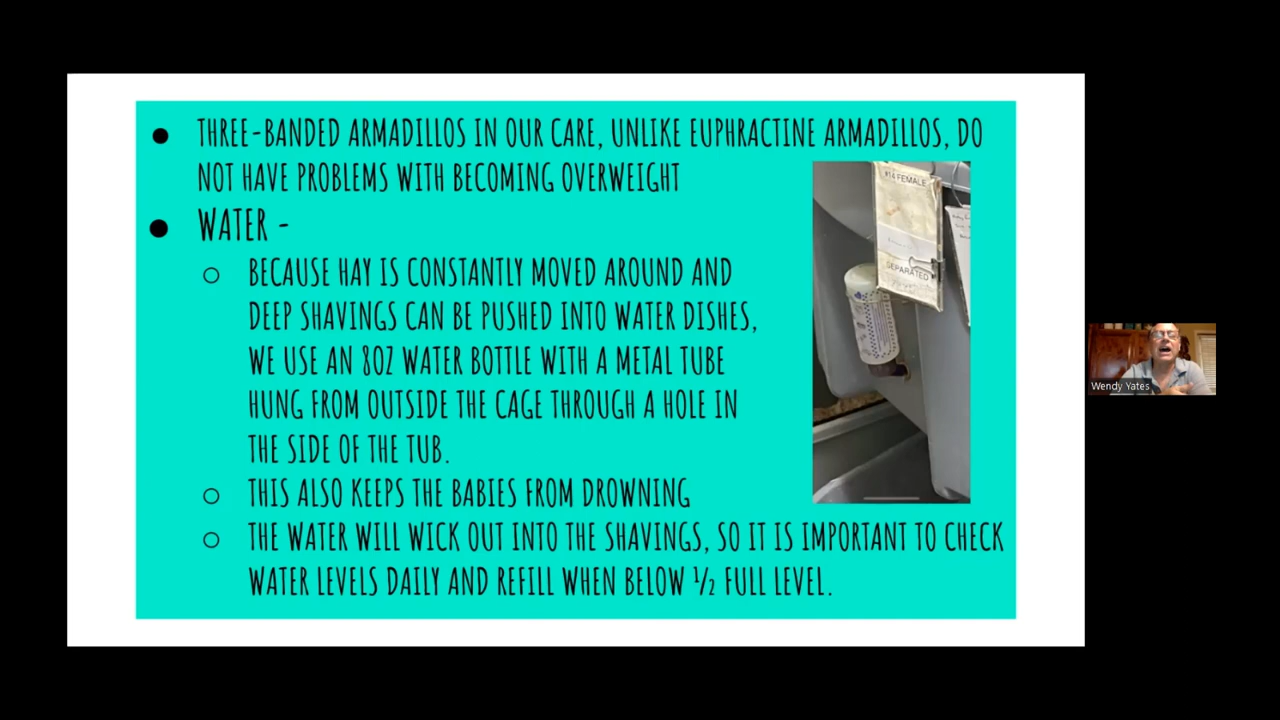 ● THREE-BANDED ARMADILLOS IN OUR CARE, UNLIKE EUPHRACTINE ARMADILLOS, DO
NOT HAVE PROBLEMS WITH BECOMING OVERWEIGHT
● WATER -
○ BECAUSE HAY IS CONSTANTLY MOVED AROUND AND
DEEP SHAVINGS CAN BE PUSHED INTO WATER DISHES,
WE USE AN 8OZ WATER BOTTLE WITH A METAL TUBE
HUNG FROM OUTSIDE THE CAGE THROUGH A HOLE IN
THE SIDE OF THE TUB.
○ THIS ALSO KEEPS THE BABIES FROM DROWNING
○ THE WATER WILL WICK OUT INTO THE SHAVINGS, SO IT IS IMPORTANT TO CHECK
WATER LEVELS DAILY AND REFILL WHEN BELOW ½ FULL LEVEL.
#14 FEMALE
SEPARATED
Wendy Yates